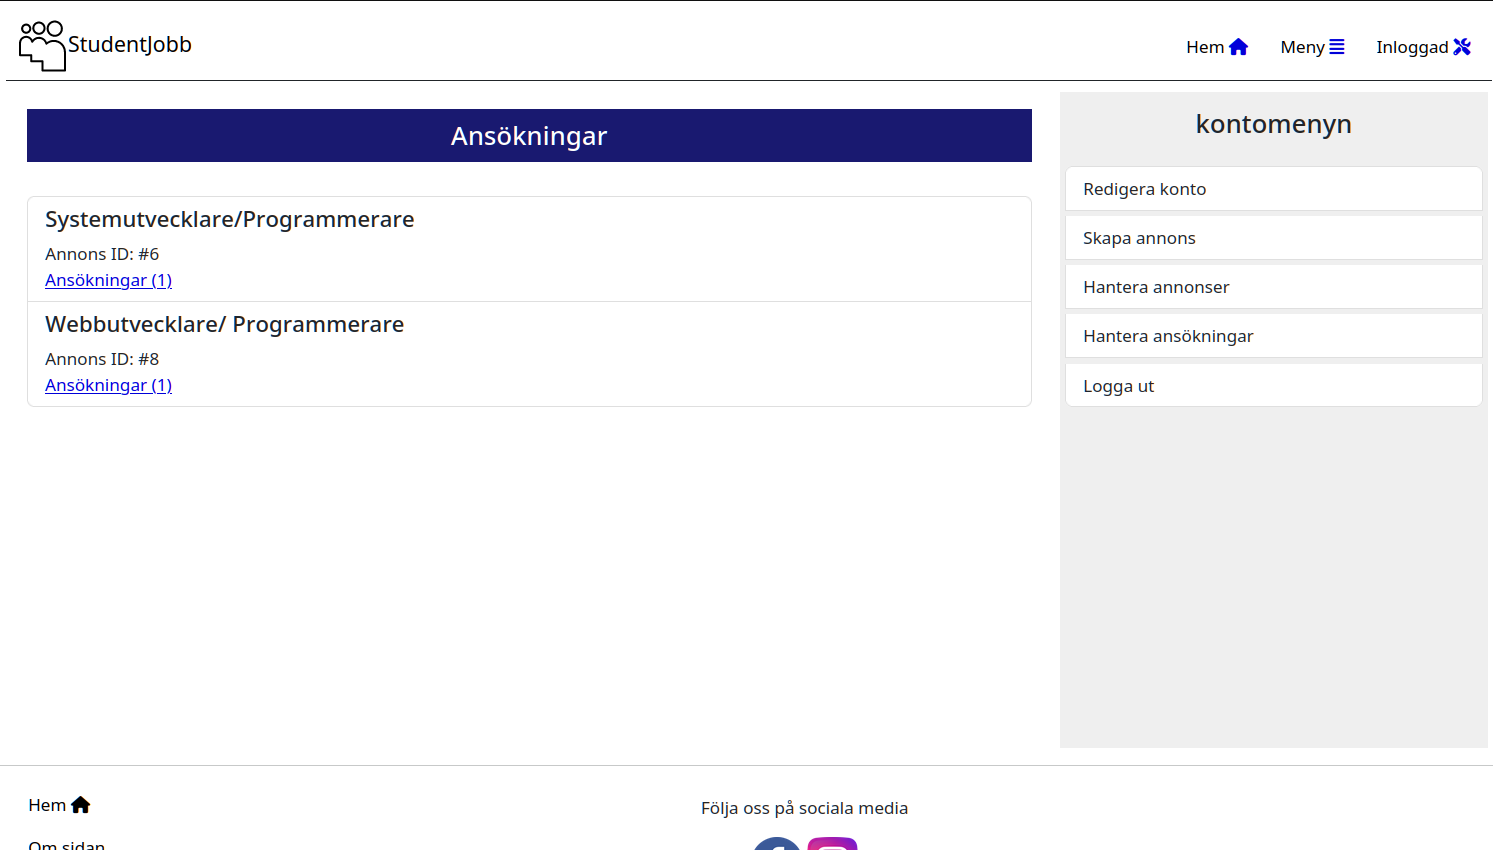 StudentJobb
Hem
Meny
Inloggad
Ansökningar
Systemutvecklare/Programmerare
Annons ID: #6
Ansökningar (1)
Webbutvecklare/ Programmerare
Annons ID: #8
Ansökningar (1)
kontomenyn
Redigera konto
Skapa annons
Hantera annonser
Hantera ansökningar
Logga ut
Hem
Om sidan
Följa oss på sociala media